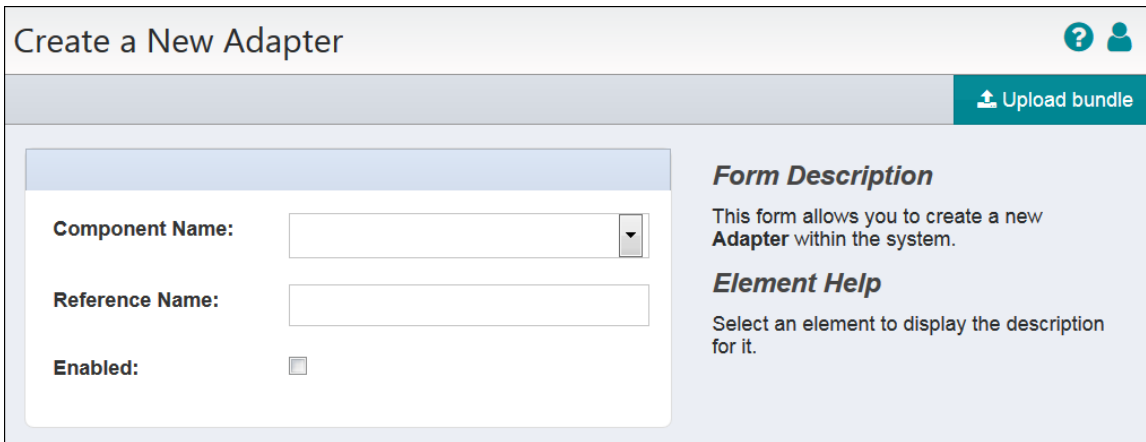 Create a New Adapter
Upload bundle
Component Name:
Reference Name:
Enabled:
Form Description
This form allows you to create a new
Adapter within the system.
Element Help
Select an element to display the description
for it.